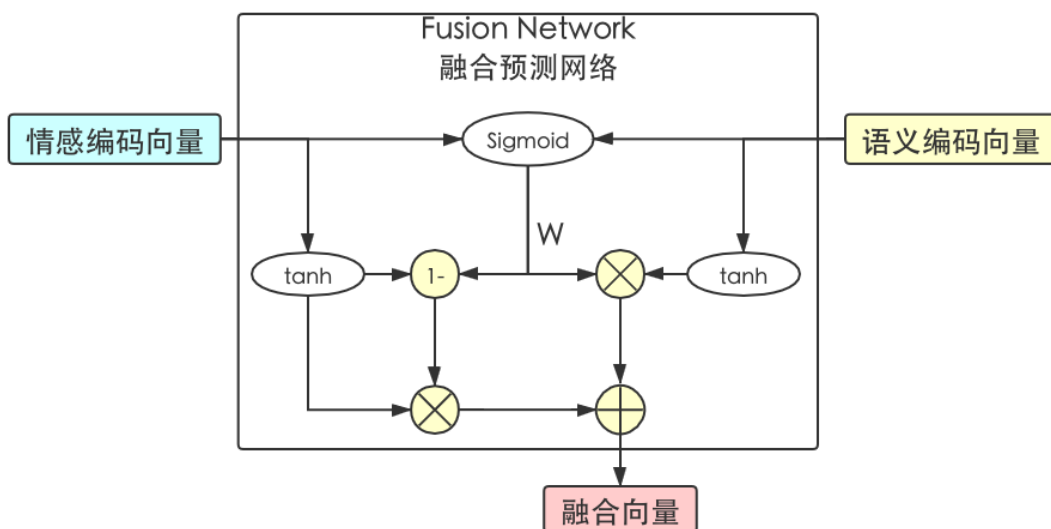 Fusion Network
融合预测网络
情感编码向量
Sigmoid
语义编码向量
W
tanh
1-
tanh
融合向量